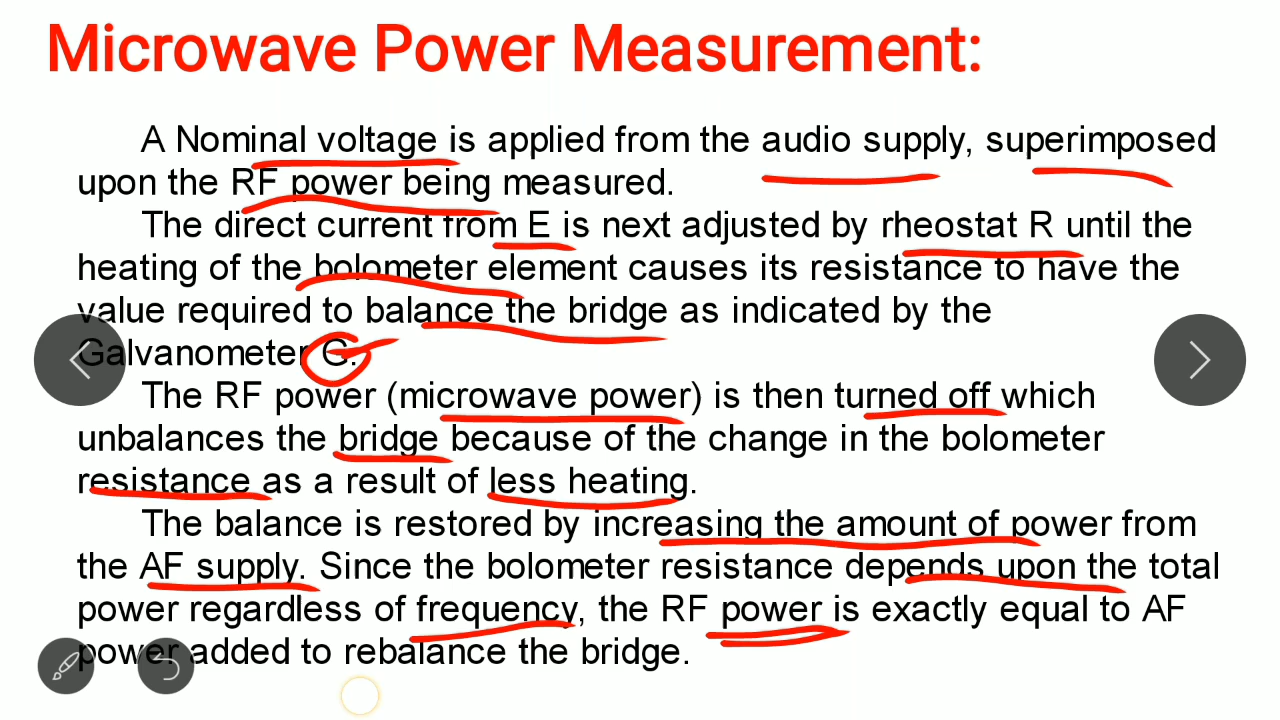 Microwave Power Measurement:
A Nominal voltage is applied from the audio supply, superimposed
upon the RF power being measured.
The direct current from E is next adjusted by rheostat R until the
heating of the bolometer element causes its resistance to have the
value required to balance the bridge as indicated by the
Galvanometer G.
The RF power (microwave power) is then turned off which
unbalances the bridge because of the change in the bolometer
resistance as a result of less heating.
The balance is restored by increasing the amount of power from
the AF supply. Since the bolometer resistance depends upon the total
power regardless of frequency, the RF power is exactly equal to AF
power added to rebalance the bridge.